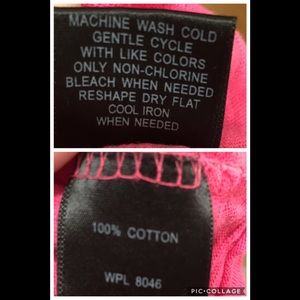 MACHINE WASH COLD
GENTLE CYCLE
WITH LIKE COLORS
ONLY NON-CHLORINE
BLEACH WHEN NEEDED
RESHAPE DRY FLAT
COOL IRON
WHEN NEEDED
100% COTTON
WPL 8046
PIC•COLLAGE